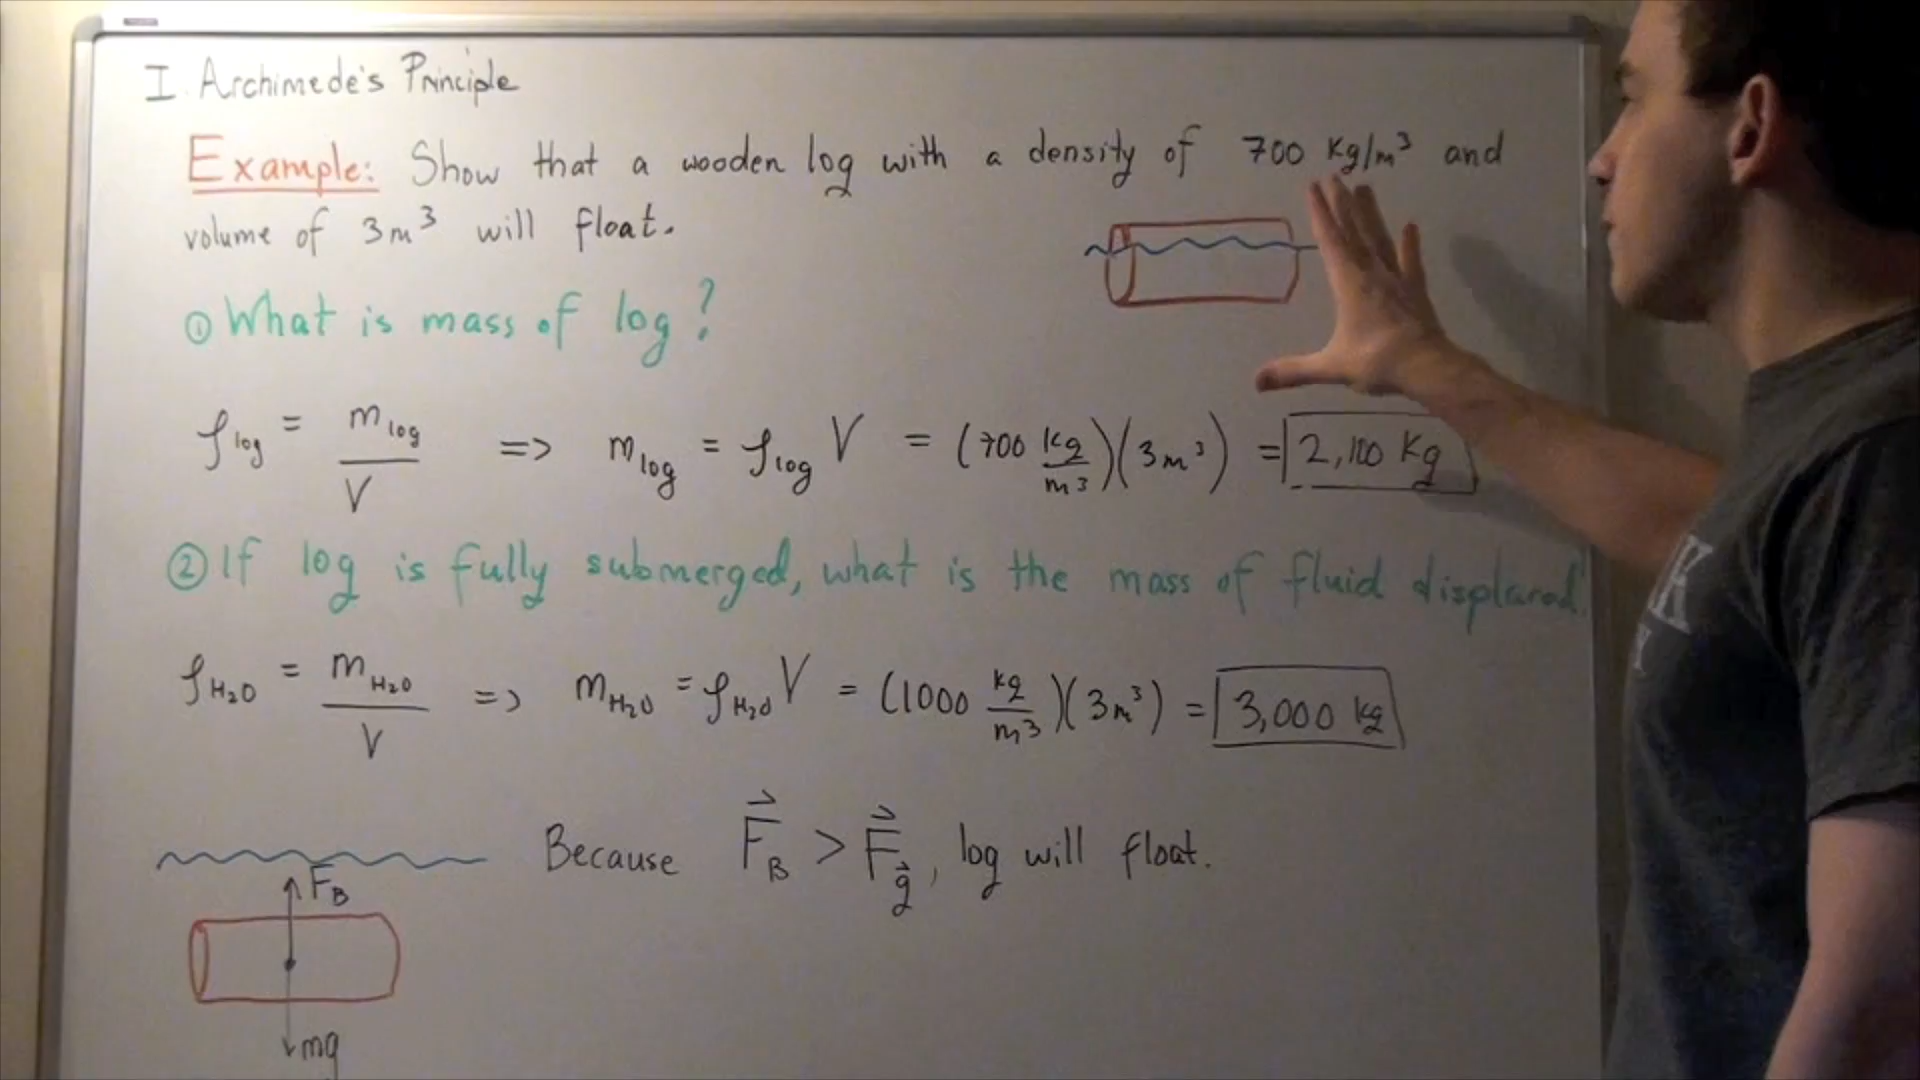 I. Archimede's Principle
Example: Show that a wooden log with a density of 700 Kg/m³ and
volume of 3m³ will float.
① What is mass of log?
ρlog = mlog / V => mlog = ρlog V = (700 kg/m³)(3m³) = 2,100 Kg
② If log is fully submerged, what is the mass of fluid displaced?
ρH₂O = mH₂O / V => mH₂O = ρH₂O V = (1000 kg/m³)(3m³) = 3,000 kg
Because F⃗B > F⃗g⃗, log will float.
FB
mg